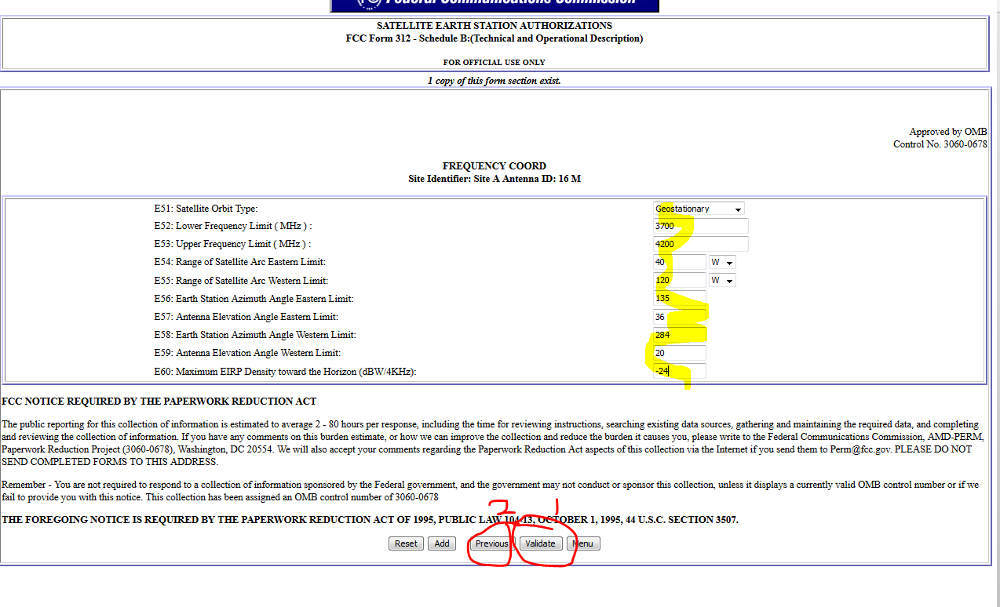 Federal Communications Commission
SATELLITE EARTH STATION AUTHORIZATIONS
FCC Form 312 - Schedule B:(Technical and Operational Description)
FOR OFFICIAL USE ONLY
1 copy of this form section exist.
Approved by OMB
Control No. 3060-0678
FREQUENCY COORD
Site Identifier: Site A Antenna ID: 16 M
E51: Satellite Orbit Type: Geostationary
E52: Lower Frequency Limit ( MHz ) : 3700
E53: Upper Frequency Limit ( MHz ) : 4200
E54: Range of Satellite Arc Eastern Limit: 40 W
E55: Range of Satellite Arc Western Limit: 120 W
E56: Earth Station Azimuth Angle Eastern Limit: 135
E57: Antenna Elevation Angle Eastern Limit: 36
E58: Earth Station Azimuth Angle Western Limit: 284
E59: Antenna Elevation Angle Western Limit: 20
E60: Maximum EIRP Density toward the Horizon (dBW/4KHz): -24
FCC NOTICE REQUIRED BY THE PAPERWORK REDUCTION ACT
The public reporting for this collection of information is estimated to average 2 - 80 hours per response, including the time for reviewing instructions, searching existing data sources, gathering and maintaining the required data, and completing
and reviewing the collection of information. If you have any comments on this burden estimate, or how we can improve the collection and reduce the burden it causes you, please write to the Federal Communications Commission, AMD-PERM,
Paperwork Reduction Project (3060-0678), Washington, DC 20554. We will also accept your comments regarding the Paperwork Reduction Act aspects of this collection via the Internet if you send them to Perm@fcc.gov. PLEASE DO NOT
SEND COMPLETED FORMS TO THIS ADDRESS.
Remember - You are not required to respond to a collection of information sponsored by the Federal government, and the government may not conduct or sponsor this collection, unless it displays a currently valid OMB control number or if we
fail to provide you with this notice. This collection has been assigned an OMB control number of 3060-0678
2 1
THE FOREGOING NOTICE IS REQUIRED BY THE PAPERWORK REDUCTION ACT OF 1995, PUBLIC LAW 104-13, OCTOBER 1, 1995, 44 U.S.C. SECTION 3507.
Reset Add Previous Validate Menu